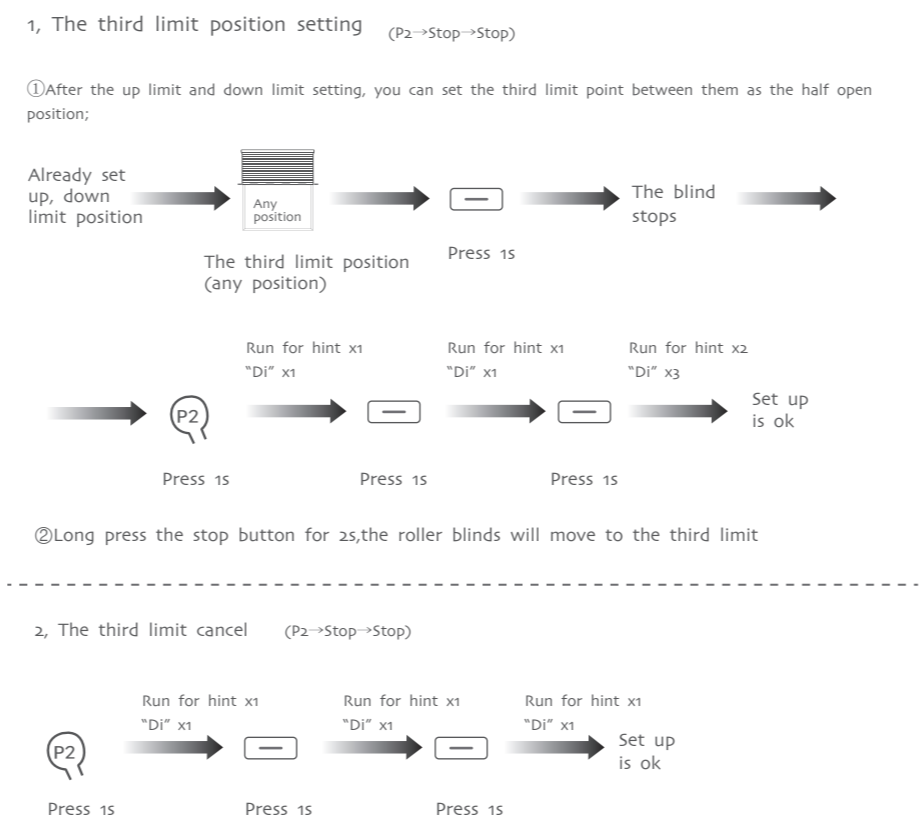 1, The third limit position setting (P2→Stop→Stop)
①After the up limit and down limit setting, you can set the third limit point between them as the half open
position;
Already set
up, down
limit position
Any
position
The third limit position
(any position)
Press 1s
The blind
stops
P2
Press 1s
Run for hint x1
“Di” x1
Press 1s
Run for hint x1
“Di” x1
Press 1s
Run for hint x2
“Di” x3
Set up
is ok
②Long press the stop button for 2s,the roller blinds will move to the third limit
2, The third limit cancel (P2→Stop→Stop)
P2
Press 1s
Run for hint x1
“Di” x1
Press 1s
Run for hint x1
“Di” x1
Press 1s
Run for hint x1
“Di” x1
Set up
is ok